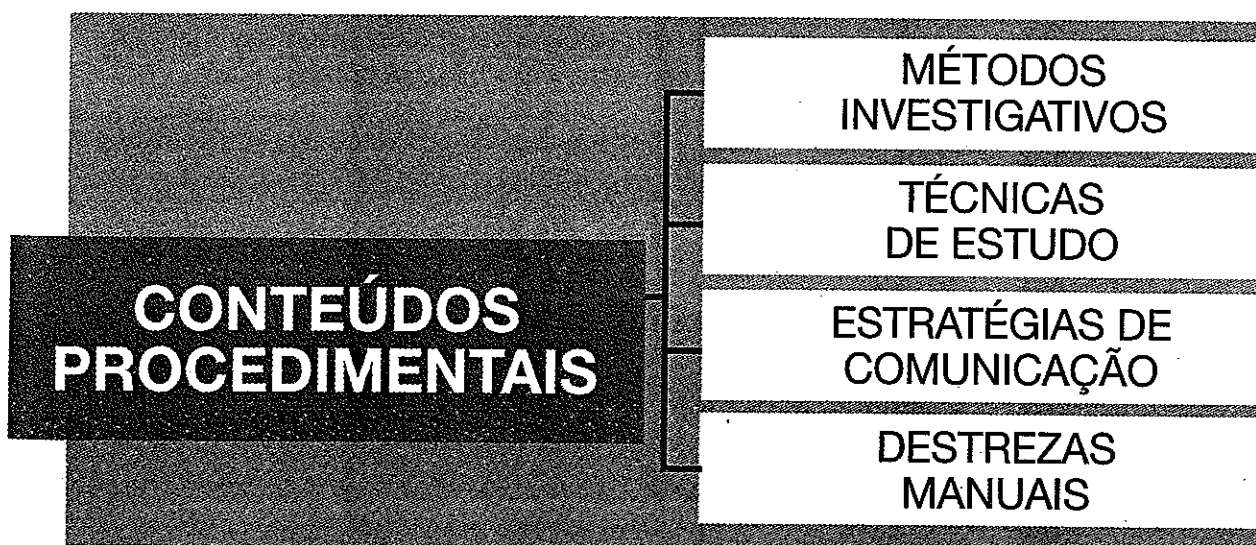 CONTEÚDOS
PROCEDIMENTAIS
MÉTODOS
INVESTIGATIVOS
TÉCNICAS
DE ESTUDO
ESTRATÉGIAS DE
COMUNICAÇÃO
DESTREZAS
MANUAIS